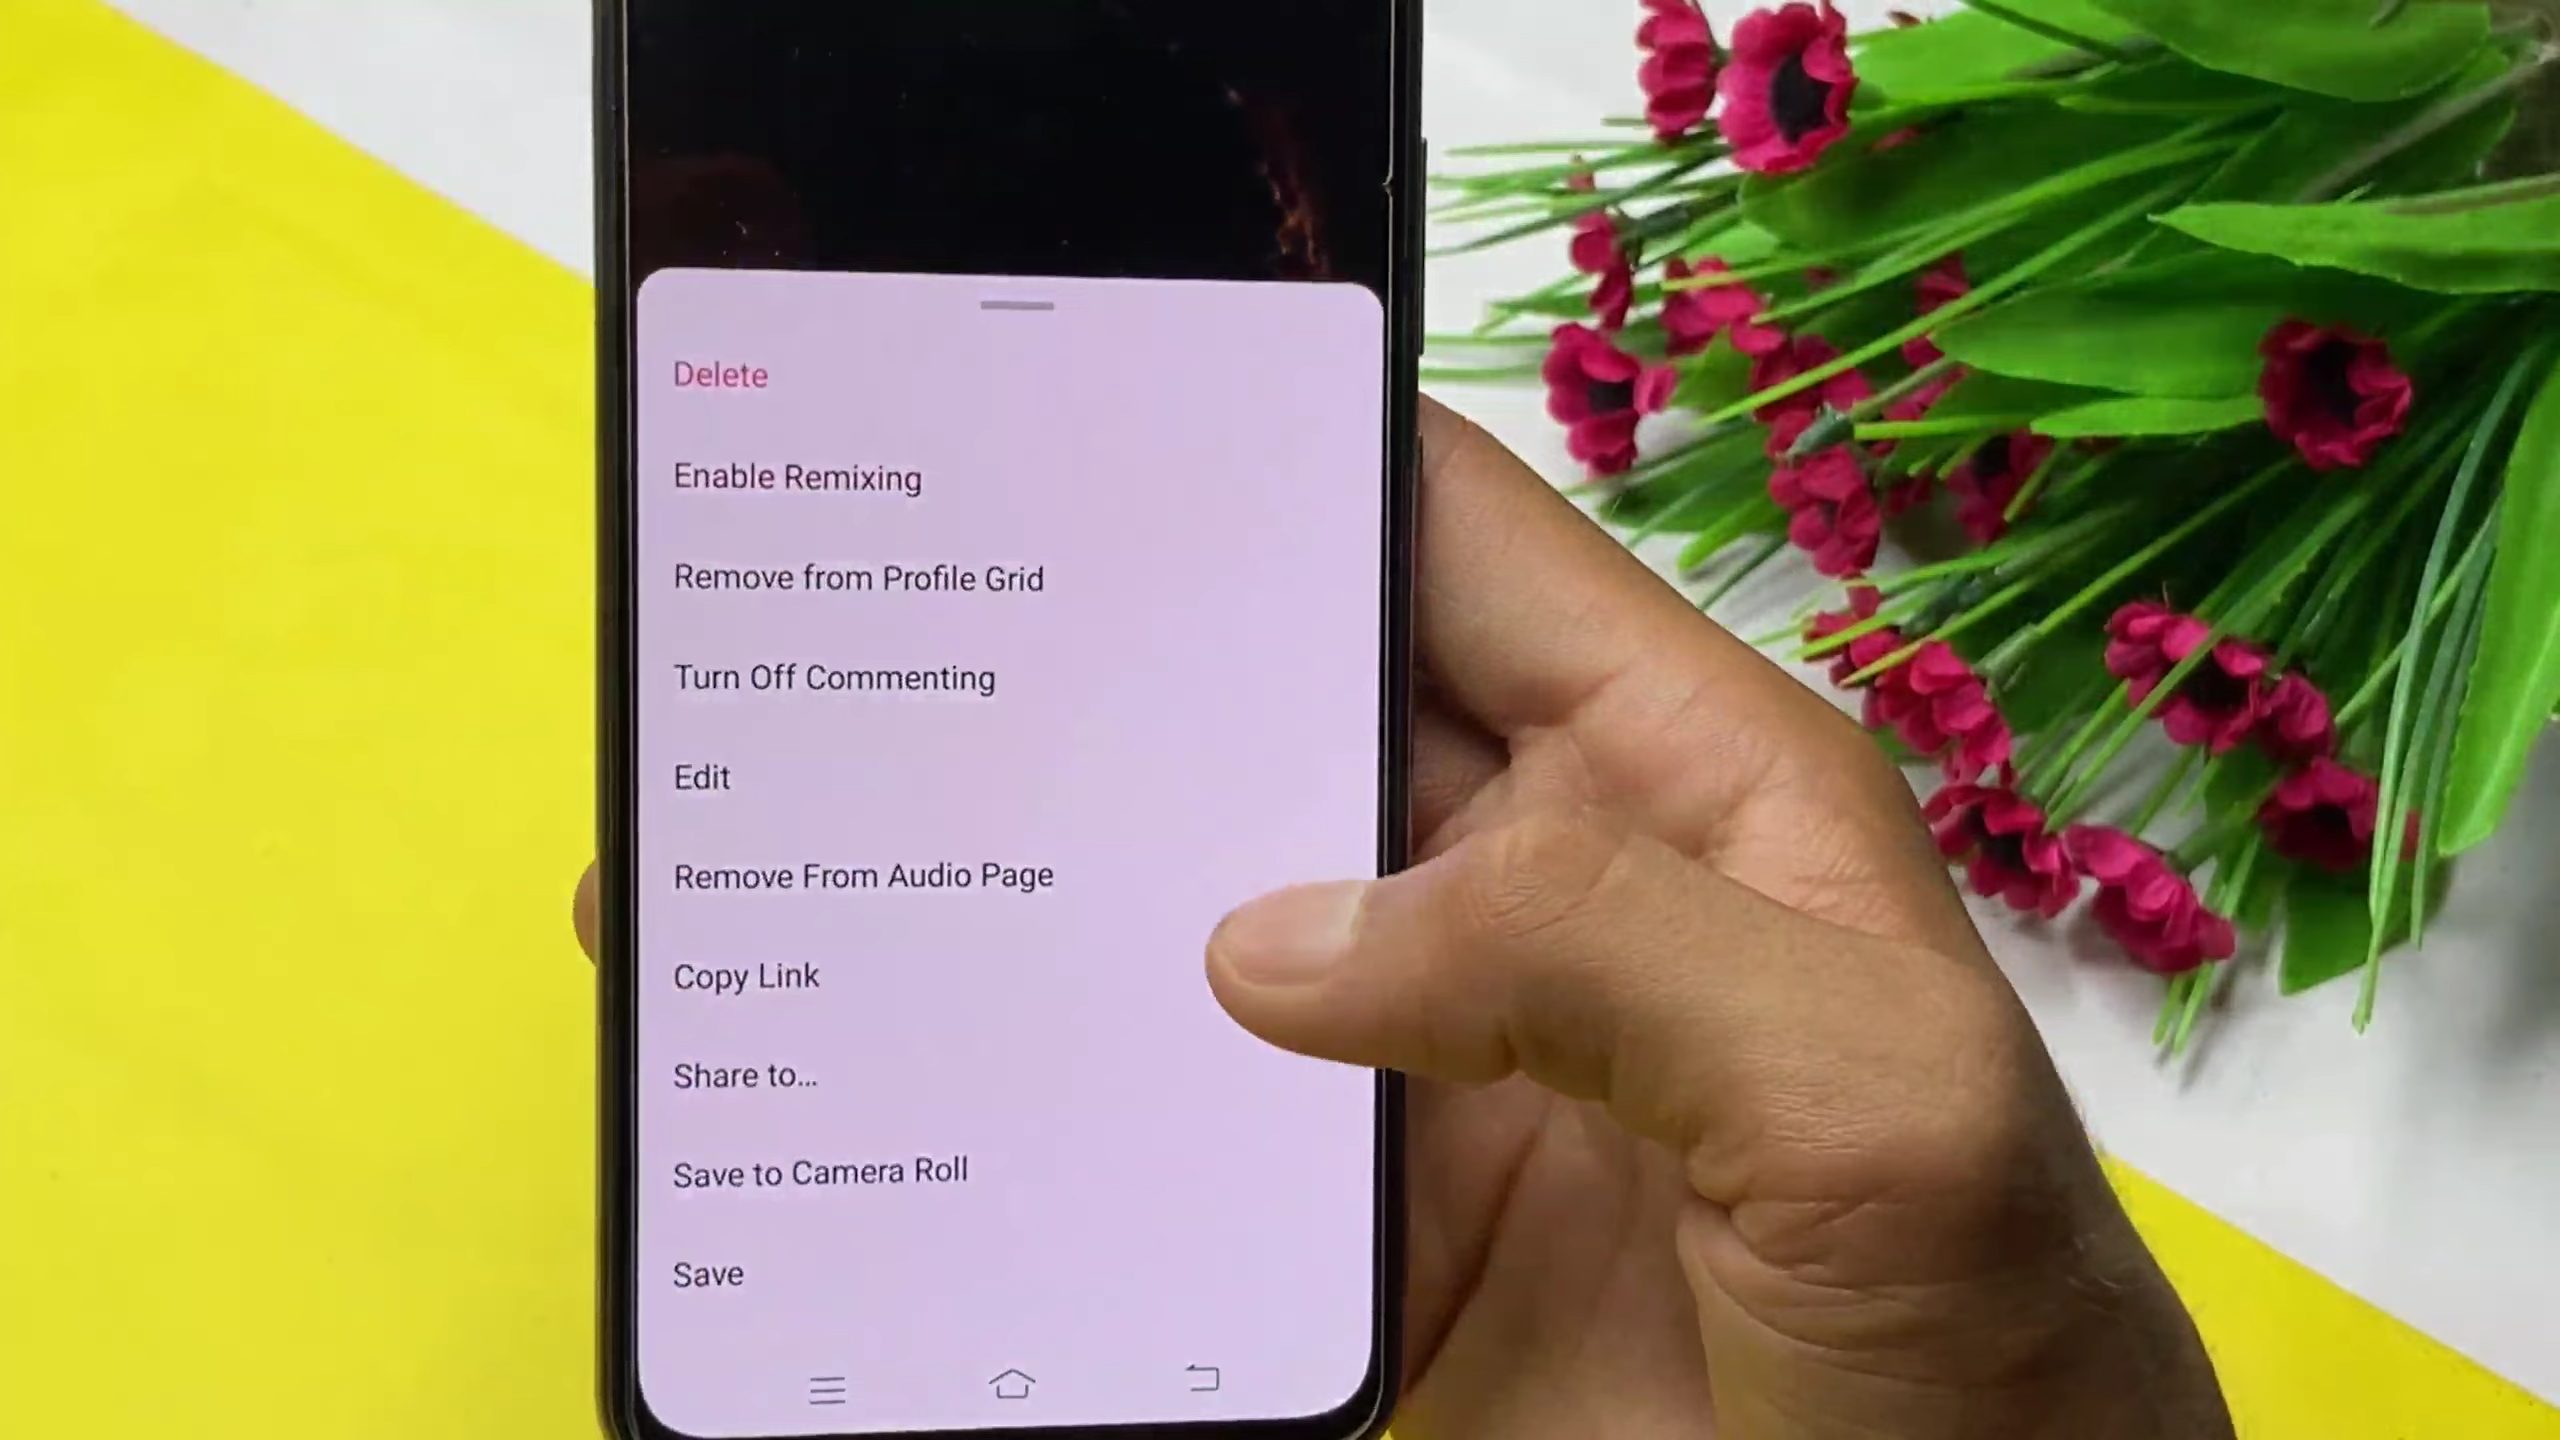 Delete
Enable Remixing
Remove from Profile Grid
Turn Off Commenting
Edit
Remove From Audio Page
Copy Link
Share to...
Save to Camera Roll
Save